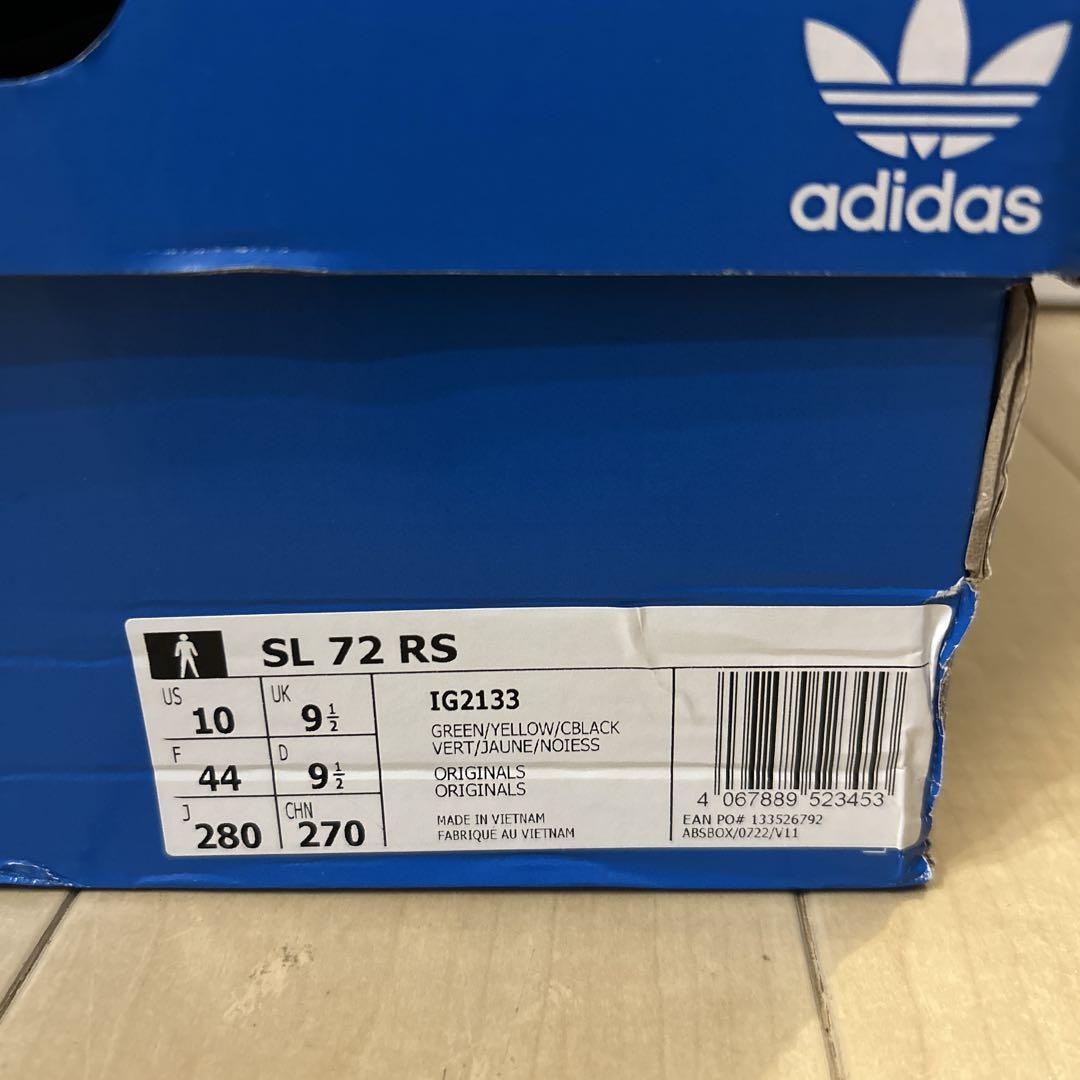 adidas
SL 72 RS
US 10
UK 9 1/2
F 44
D 9 1/2
J 280
CHN 270
IG2133
GREEN/YELLOW/CBLACK
VERT/JAUNE/NOIESS
ORIGINALS
ORIGINALS
MADE IN VIETNAM
FABRIQUÉ AU VIETNAM
4 067889 523453
EAN PO# 133526792
ABSBOX/0722/V11